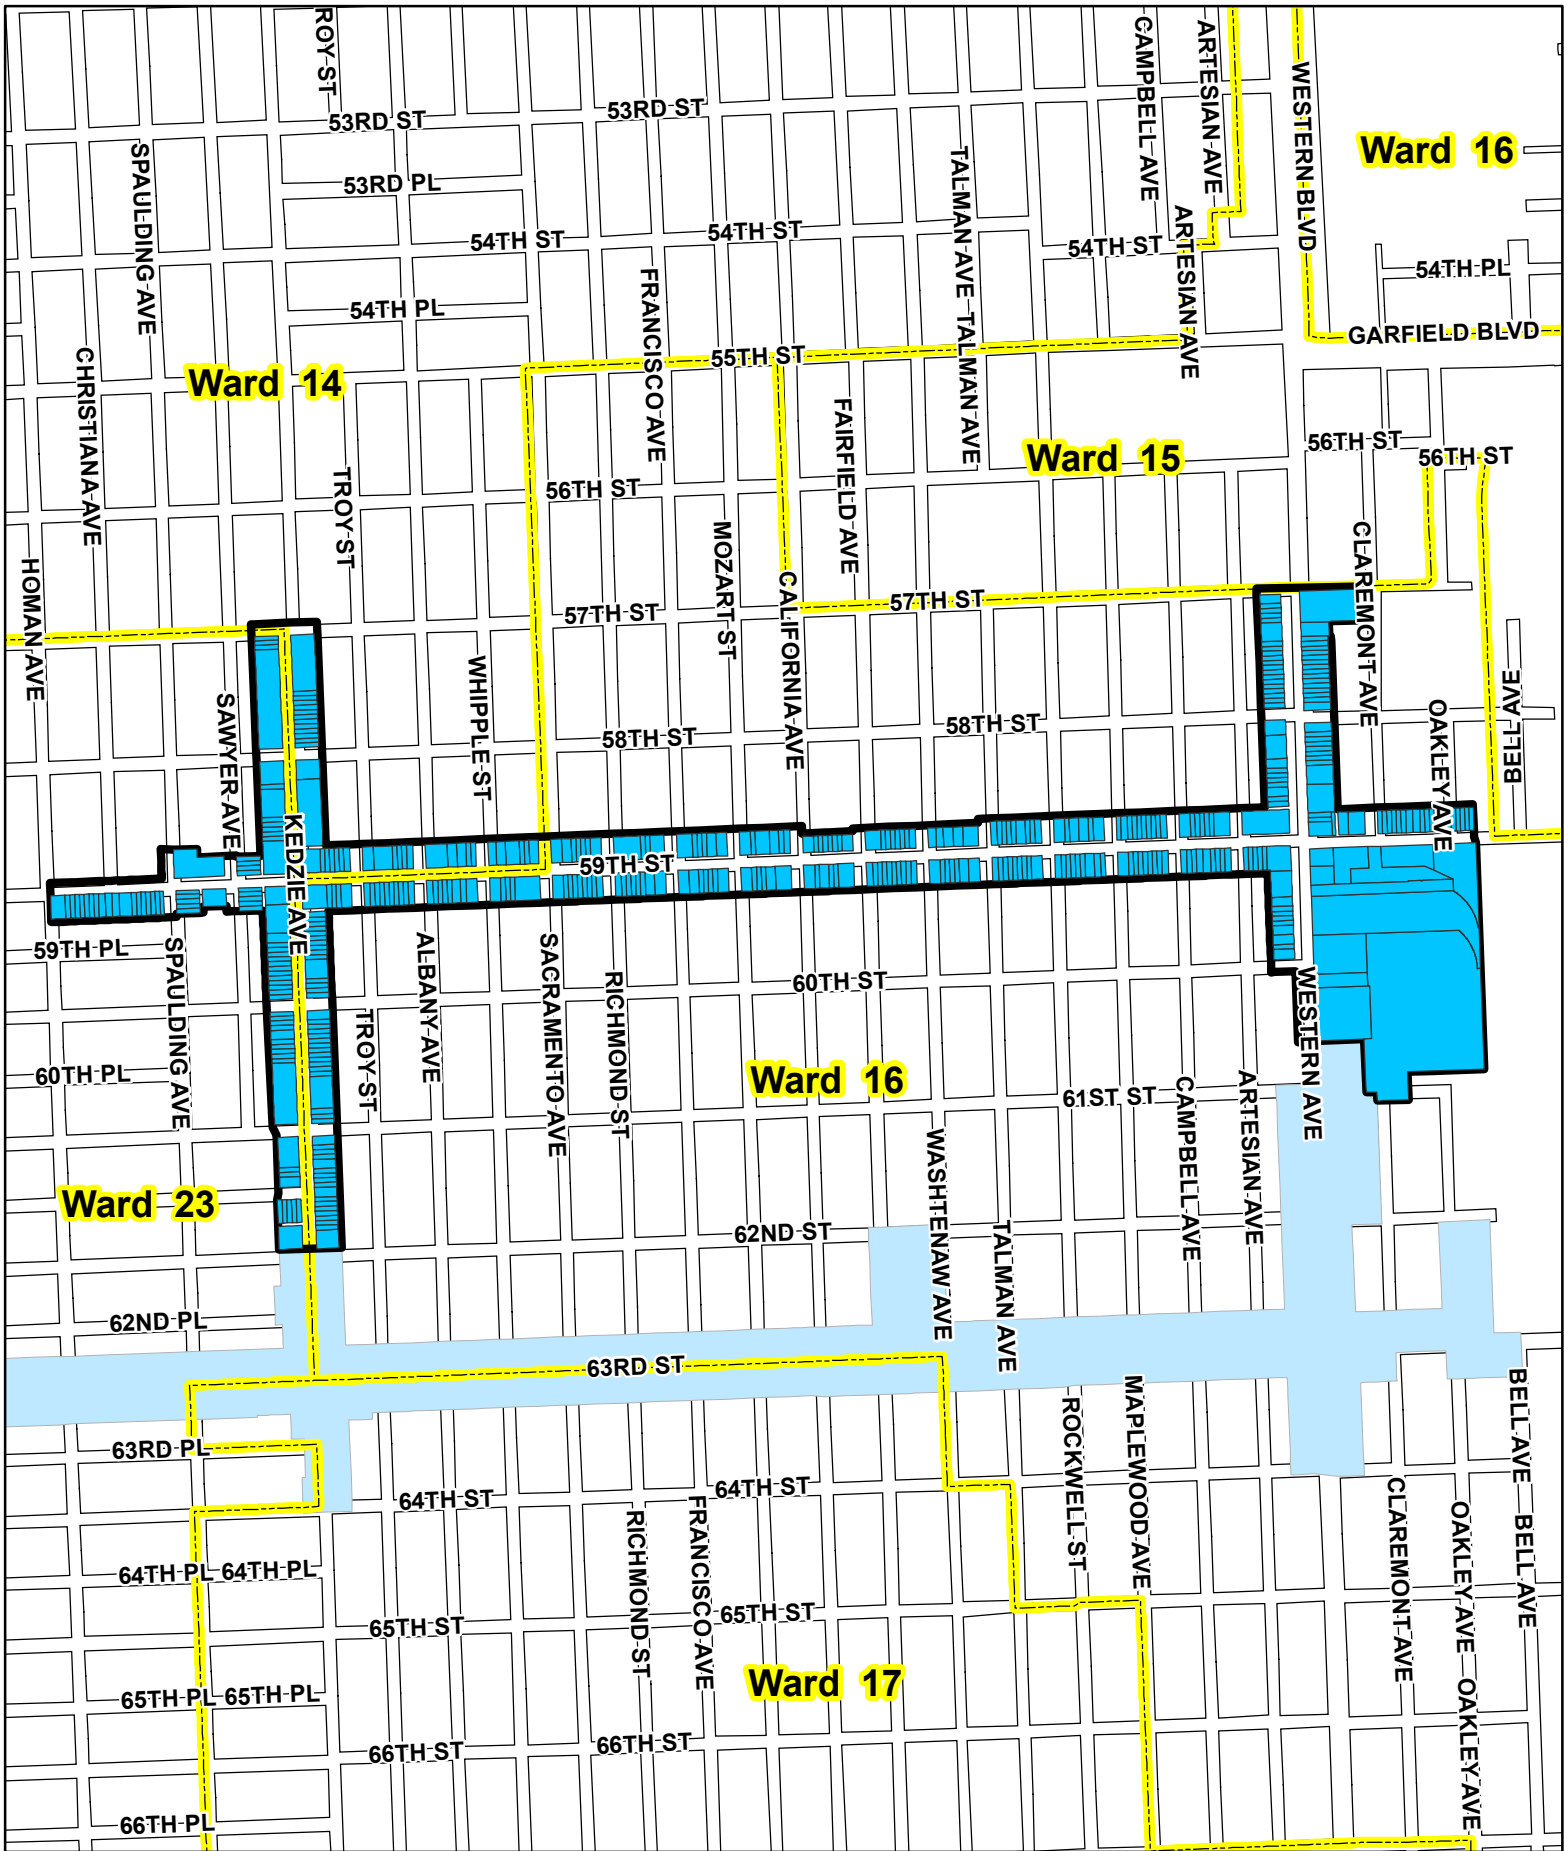 ROY ST
CAMPBELL AVE
ARTESIAN AVE
WESTERN BLVD
53RD ST
53RD ST
Ward 16
SPAULDING AVE
53RD PL
TALMAN AVE
ARTESIAN AVE
54TH ST
54TH ST
54TH ST
54TH PL
FRANCISCO AVE
54TH PL
TALMAN AVE
GARFIELD BLVD
CHRISTIANA AVE
55TH ST
Ward 14
FAIRFIELD AVE
56TH ST
56TH ST
Ward 15
TROY ST
56TH ST
MOZART ST
CLAREMONT AVE
HOMAN AVE
CALIFORNIA AVE
57TH ST
57TH ST
WHIPPLE ST
SAWYER AVE
BELL AVE
OAKLEY AVE
58TH ST
58TH ST
KEDZIE AVE
59TH ST
59TH PL
SPAULDING AVE
ALBANY AVE
SACRAMENTO AVE
RICHMOND ST
60TH ST
WESTERN AVE
TROY ST
60TH PL
Ward 16
61ST ST
CAMPBELL AVE
ARTESIAN AVE
WASHTENAW AVE
Ward 23
62ND ST
TALMAN AVE
62ND PL
63RD ST
BELL AVE
MAPLEWOOD AVE
ROCKWELL ST
63RD PL
64TH ST
64TH ST
CLAREMONT AVE
RICHMOND ST
FRANCISCO AVE
OAKLEY AVE
BELL AVE
64TH PL
64TH PL
65TH ST
65TH ST
Ward 17
65TH PL
65TH PL
OAKLEY AVE
66TH ST
66TH ST
66TH PL